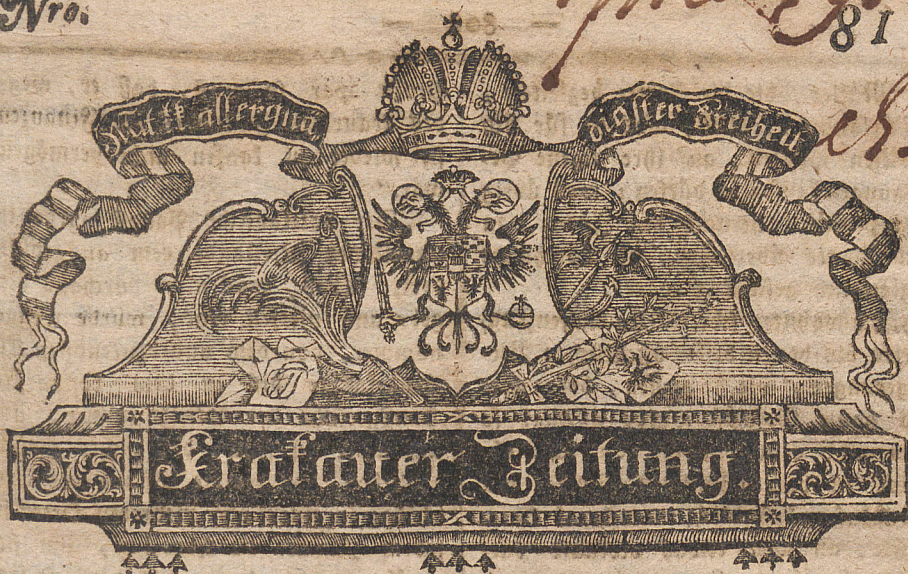 Nro. 81
Mit k allergnä digster Freiheit
Krakauer Zeitung.